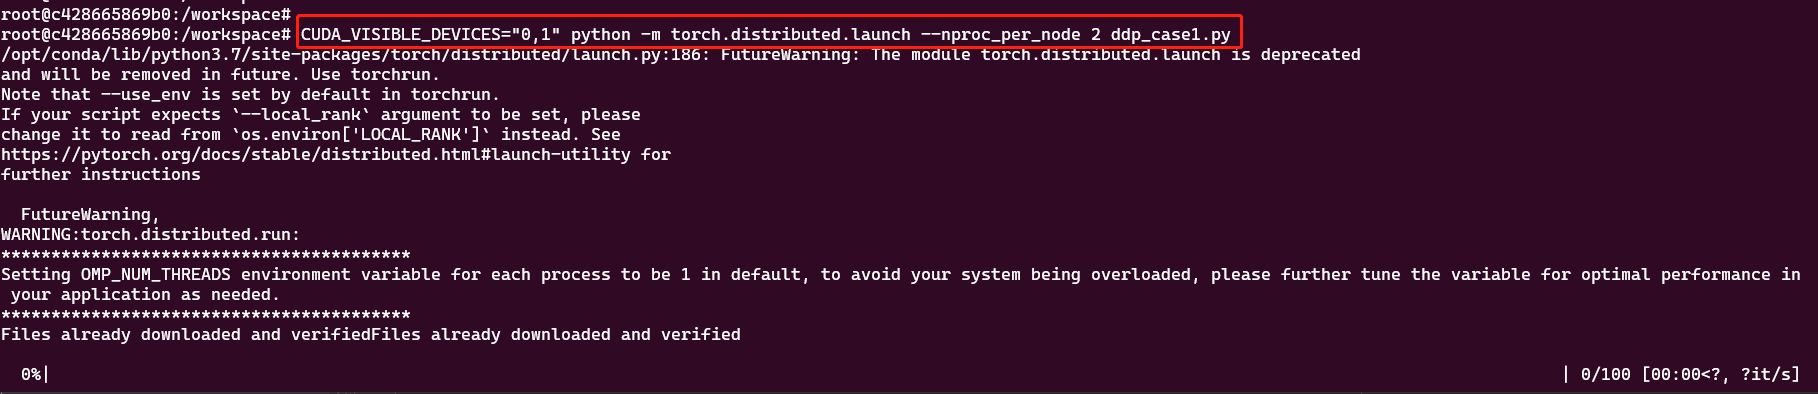 root@c428665869b0:/workspace#
root@c428665869b0:/workspace# CUDA_VISIBLE_DEVICES="0,1" python -m torch.distributed.launch --nproc_per_node 2 ddp_case1.py
/opt/conda/lib/python3.7/site-packages/torch/distributed/launch.py:186: FutureWarning: The module torch.distributed.launch is deprecated
and will be removed in future. Use torchrun.
Note that --use_env is set by default in torchrun.
If your script expects `--local_rank` argument to be set, please
change it to read from `os.environ['LOCAL_RANK']` instead. See
https://pytorch.org/docs/stable/distributed.html#launch-utility for
further instructions
FutureWarning,
WARNING:torch.distributed.run:
*****************************************
Setting OMP_NUM_THREADS environment variable for each process to be 1 in default, to avoid your system being overloaded, please further tune the variable for optimal performance in
your application as needed.
*****************************************
Files already downloaded and verifiedFiles already downloaded and verified
0%| | 0/100 [00:00<?, ?it/s]